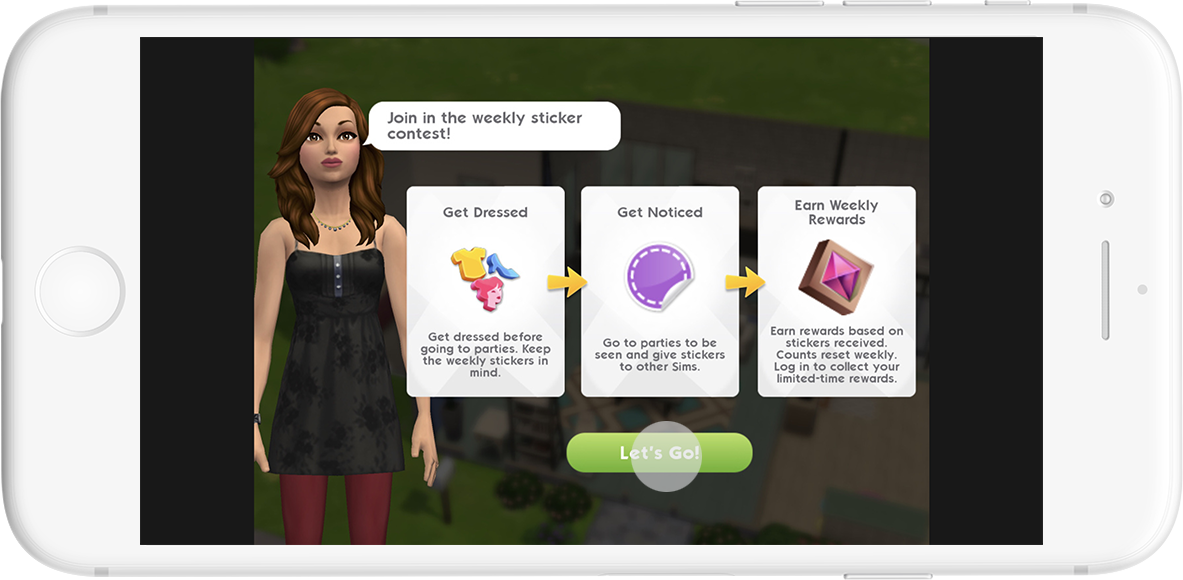 Join in the weekly sticker
contest!
Get Dressed
Get dressed before
going to parties. Keep
the weekly stickers in
mind.
Get Noticed
Go to parties to be
seen and give stickers
to other Sims.
Earn Weekly
Rewards
Earn rewards based on
stickers received.
Counts reset weekly.
Log in to collect your
limited-time rewards.
Let's Go!